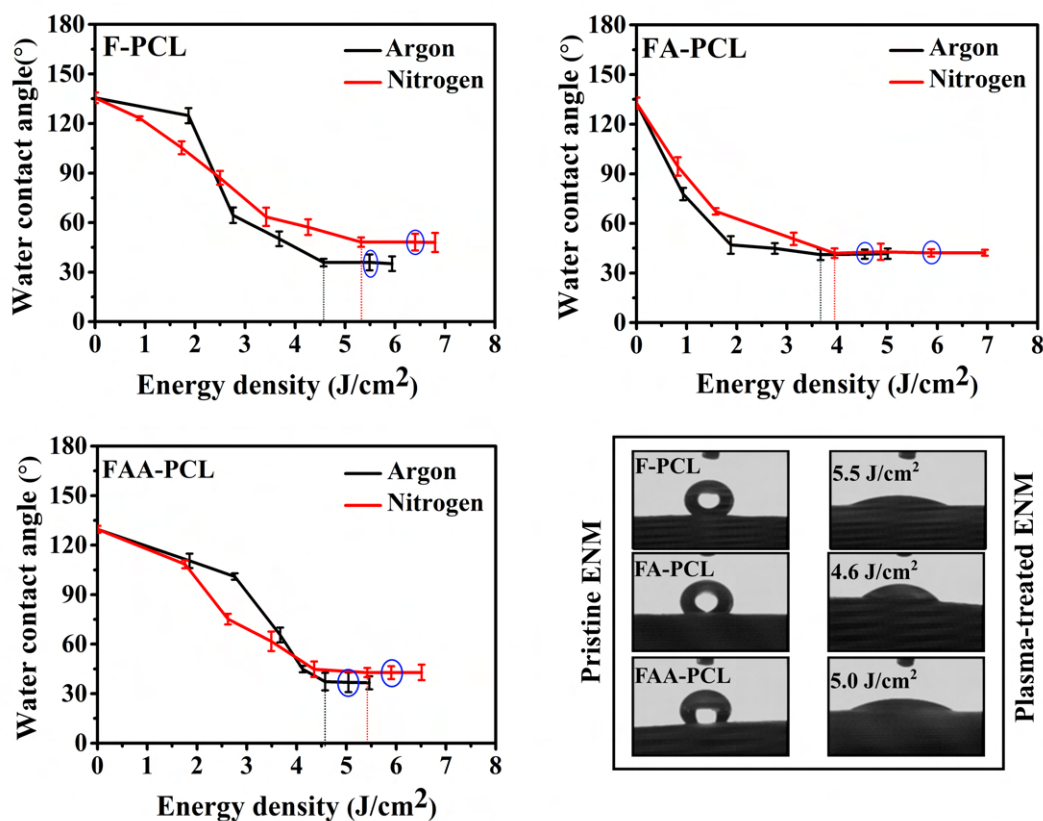 F-PCL
Argon
Nitrogen
180
150
120
90
60
30
0
0 1 2 3 4 5 6 7 8
Water contact angle(°)
Energy density (J/cm²)
FA-PCL
Argon
Nitrogen
180
150
120
90
60
30
0
0 1 2 3 4 5 6 7 8
Water contact angle (°)
Energy density (J/cm²)
FAA-PCL
Argon
Nitrogen
180
150
120
90
60
30
0
0 1 2 3 4 5 6 7 8
Water contact angle (°)
Energy density (J/cm²)
Pristine ENM
F-PCL
5.5 J/cm²
FA-PCL
4.6 J/cm²
FAA-PCL
5.0 J/cm²
Plasma-treated ENM